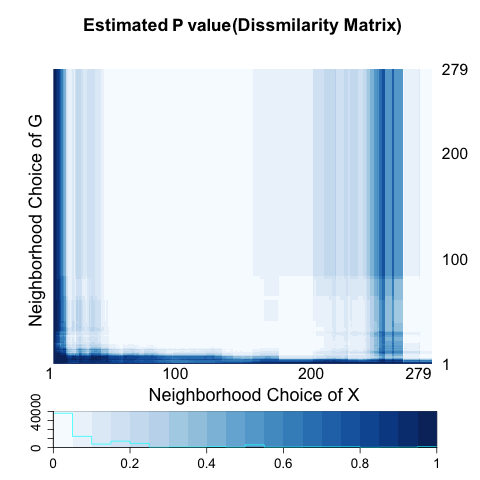 Estimated P value(Dissmilarity Matrix)
Neighborhood Choice of G
279
200
100
1
1 100 200 279
Neighborhood Choice of X
40000
0
0 0.2 0.4 0.6 0.8 1